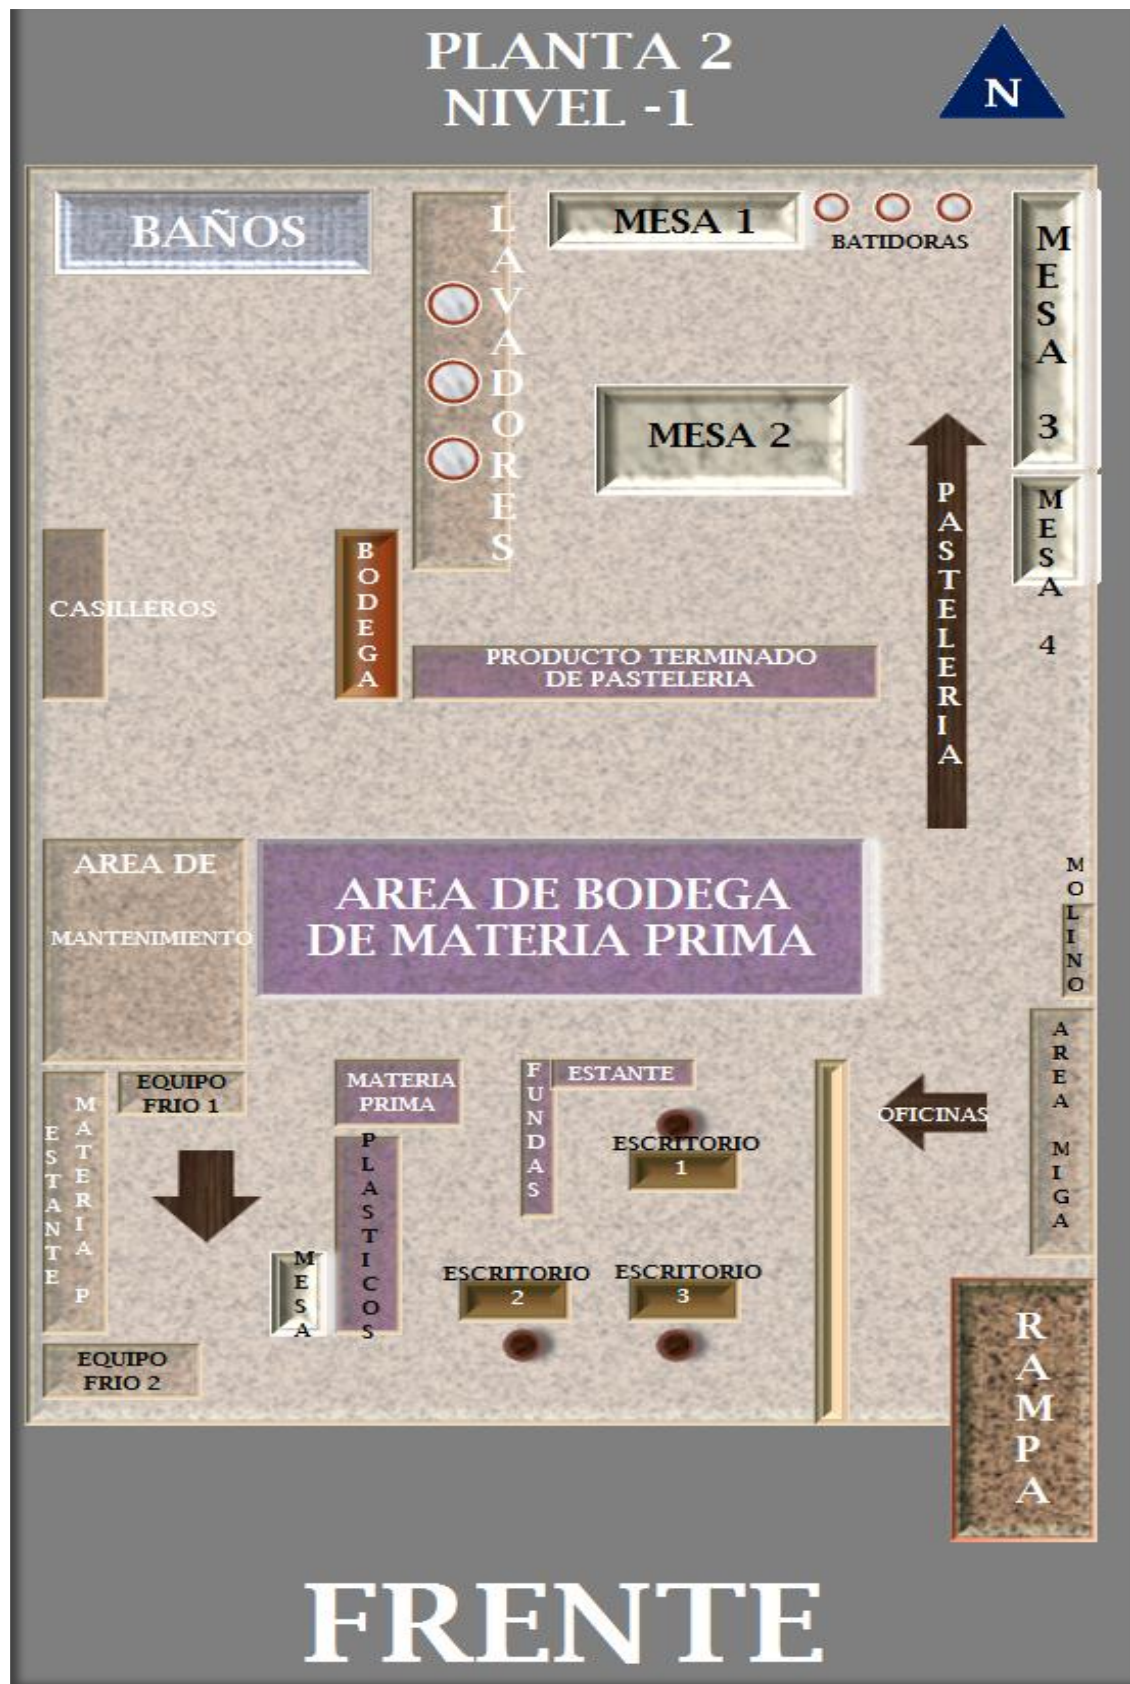 PLANTA 2
NIVEL -1
N
BAÑOS
LAVADORES
MESA 1
BATIDORAS
MESA 3
MESA 2
PASTELERIA
MESA 4
CASILLEROS
BODEGA
PRODUCTO TERMINADO
DE PASTELERIA
AREA DE
MANTENIMIENTO
AREA DE BODEGA
DE MATERIA PRIMA
MOLINO
AREA MIGA
EQUIPO
FRIO 1
MATERIA
PRIMA
FUNDAS
ESTANTE
OFICINAS
ESTANTE
MATERIA P
PLASTICOS
ESCRITORIO
1
MESA
ESCRITORIO
2
ESCRITORIO
3
EQUIPO
FRIO 2
RAMPA
FRENTE